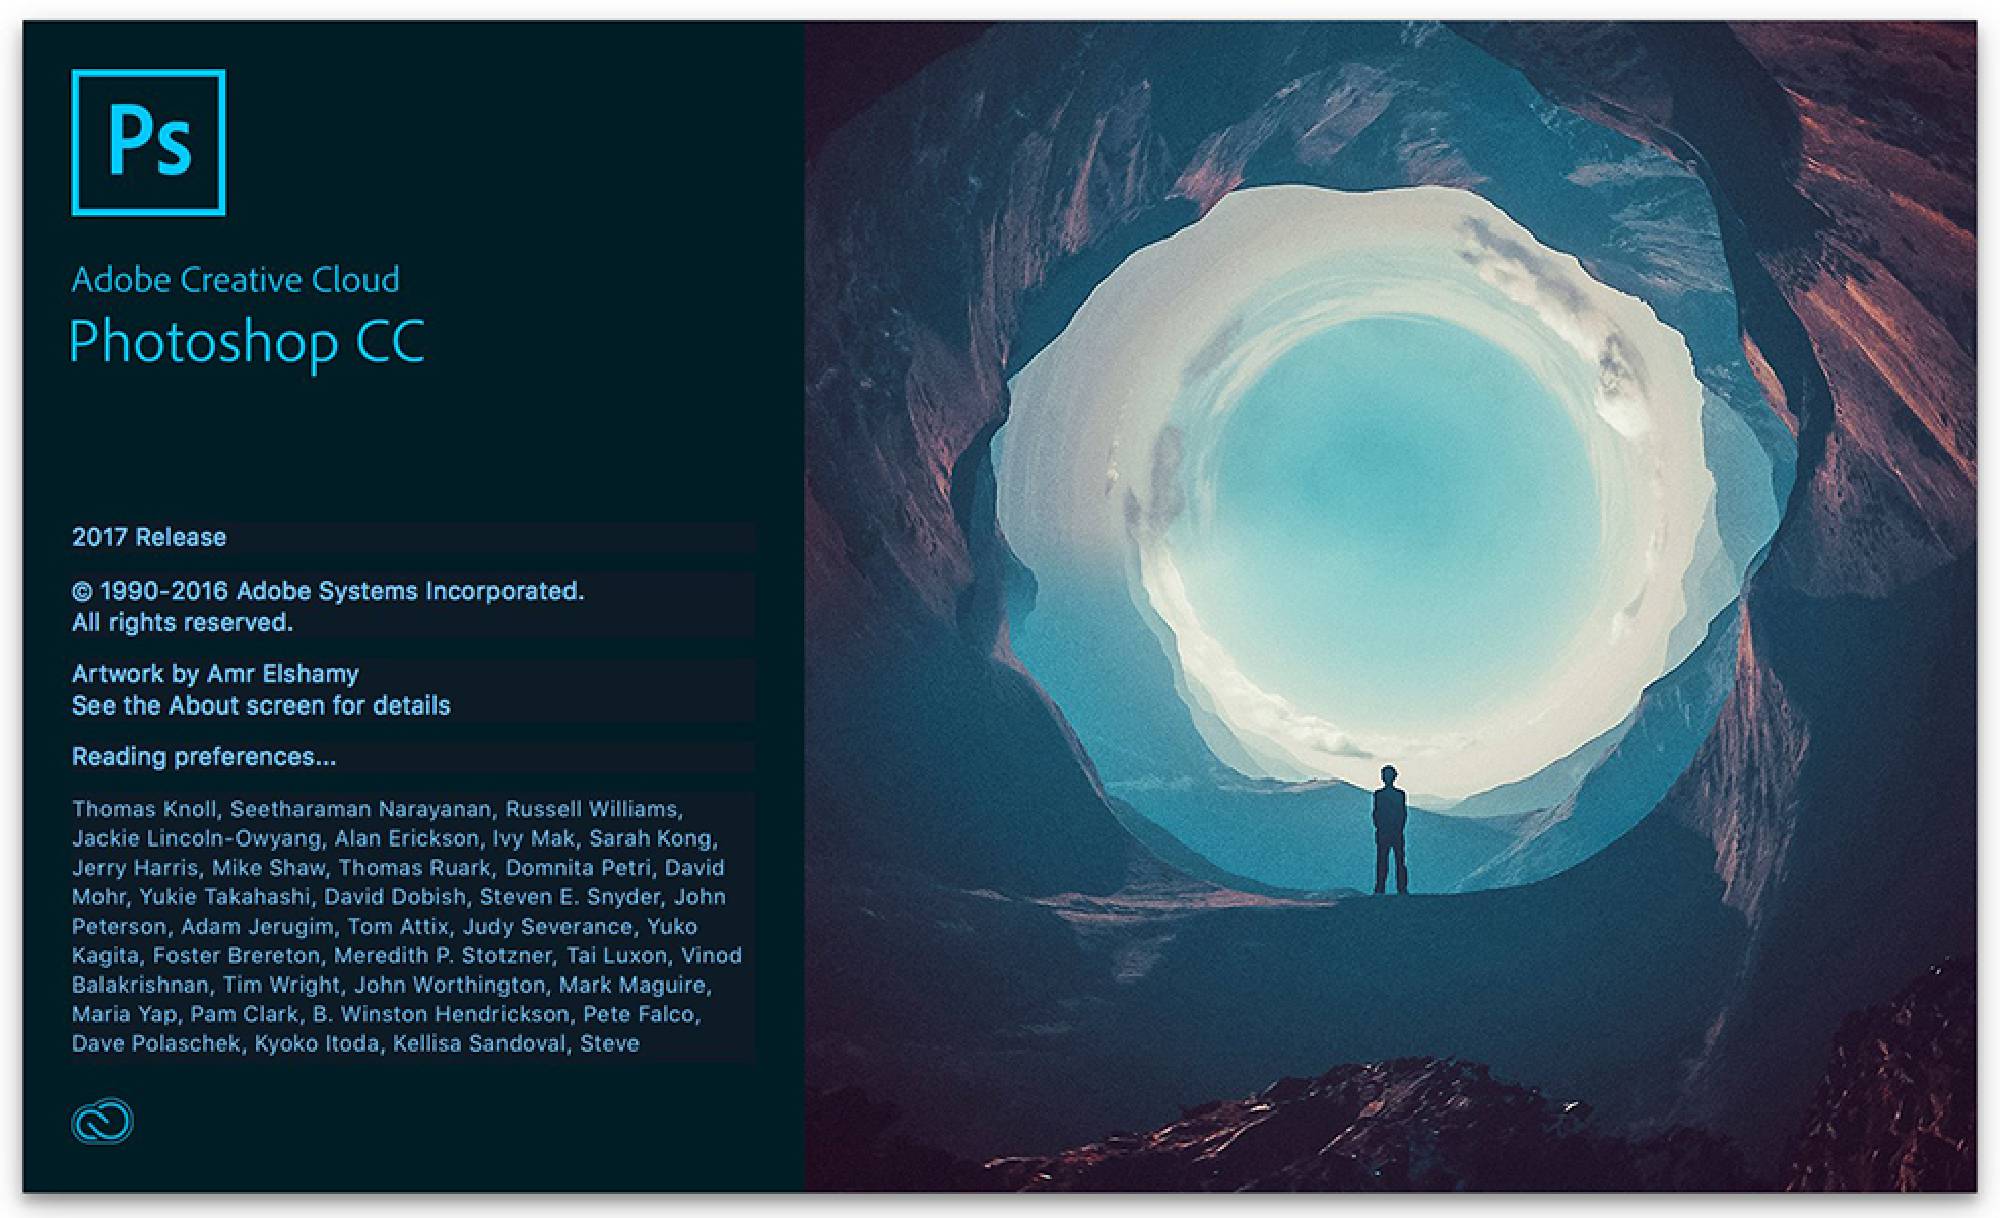 Ps
Adobe Creative Cloud
Photoshop CC
2017 Release
© 1990-2016 Adobe Systems Incorporated.
All rights reserved.
Artwork by Amr Elshamy
See the About screen for details
Reading preferences...
Thomas Knoll, Seetharaman Narayanan, Russell Williams,
Jackie Lincoln-Owyang, Alan Erickson, Ivy Mak, Sarah Kong,
Jerry Harris, Mike Shaw, Thomas Ruark, Domnita Petri, David
Mohr, Yukie Takahashi, David Dobish, Steven E. Snyder, John
Peterson, Adam Jerugim, Tom Attix, Judy Severance, Yuko
Kagita, Foster Brereton, Meredith P. Stotzner, Tai Luxon, Vinod
Balakrishnan, Tim Wright, John Worthington, Mark Maguire,
Maria Yap, Pam Clark, B. Winston Hendrickson, Pete Falco,
Dave Polaschek, Kyoko Itoda, Kellisa Sandoval, Steve